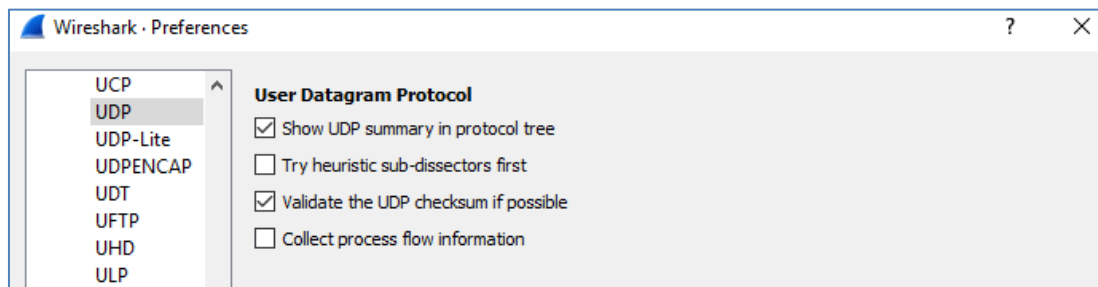 Wireshark · Preferences
?
UCP
UDP
UDP-Lite
UDPENCAP
UDT
UFTP
UHD
ULP
User Datagram Protocol
Show UDP summary in protocol tree
Try heuristic sub-dissectors first
Validate the UDP checksum if possible
Collect process flow information